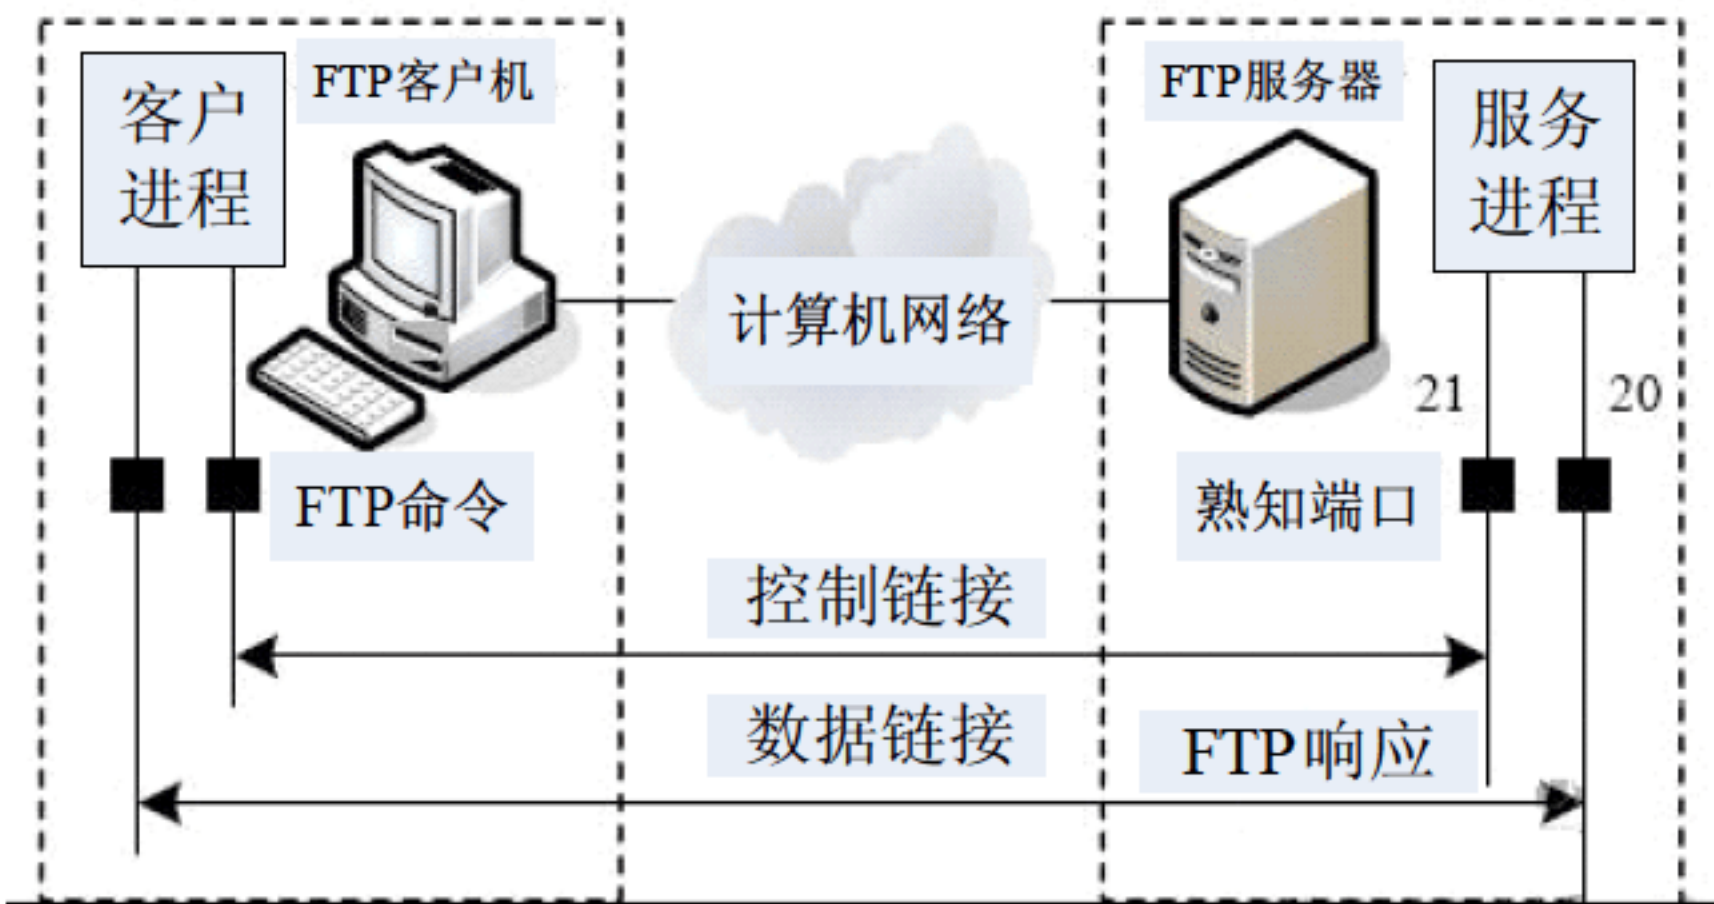 客户
进程
FTP客户机
FTP服务器
服务
进程
计算机网络
21
20
FTP命令
熟知端口
控制链接
数据链接
FTP响应